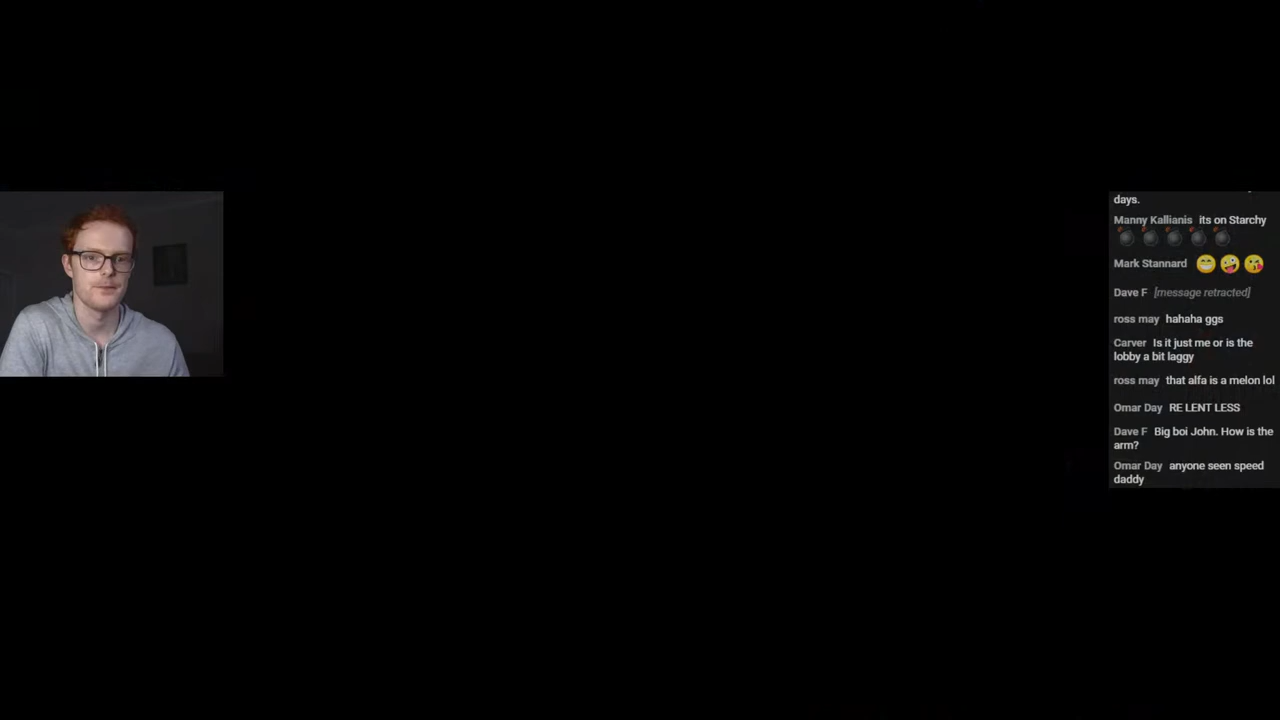 days.
Manny Kallianis its on Starchy
Mark Stannard
Dave F [message retracted]
ross may hahaha ggs
Carver Is it just me or is the
lobby a bit laggy
ross may that alfa is a melon lol
Omar Day RE LENT LESS
Dave F Big boi John. How is the
arm?
Omar Day anyone seen speed
daddy